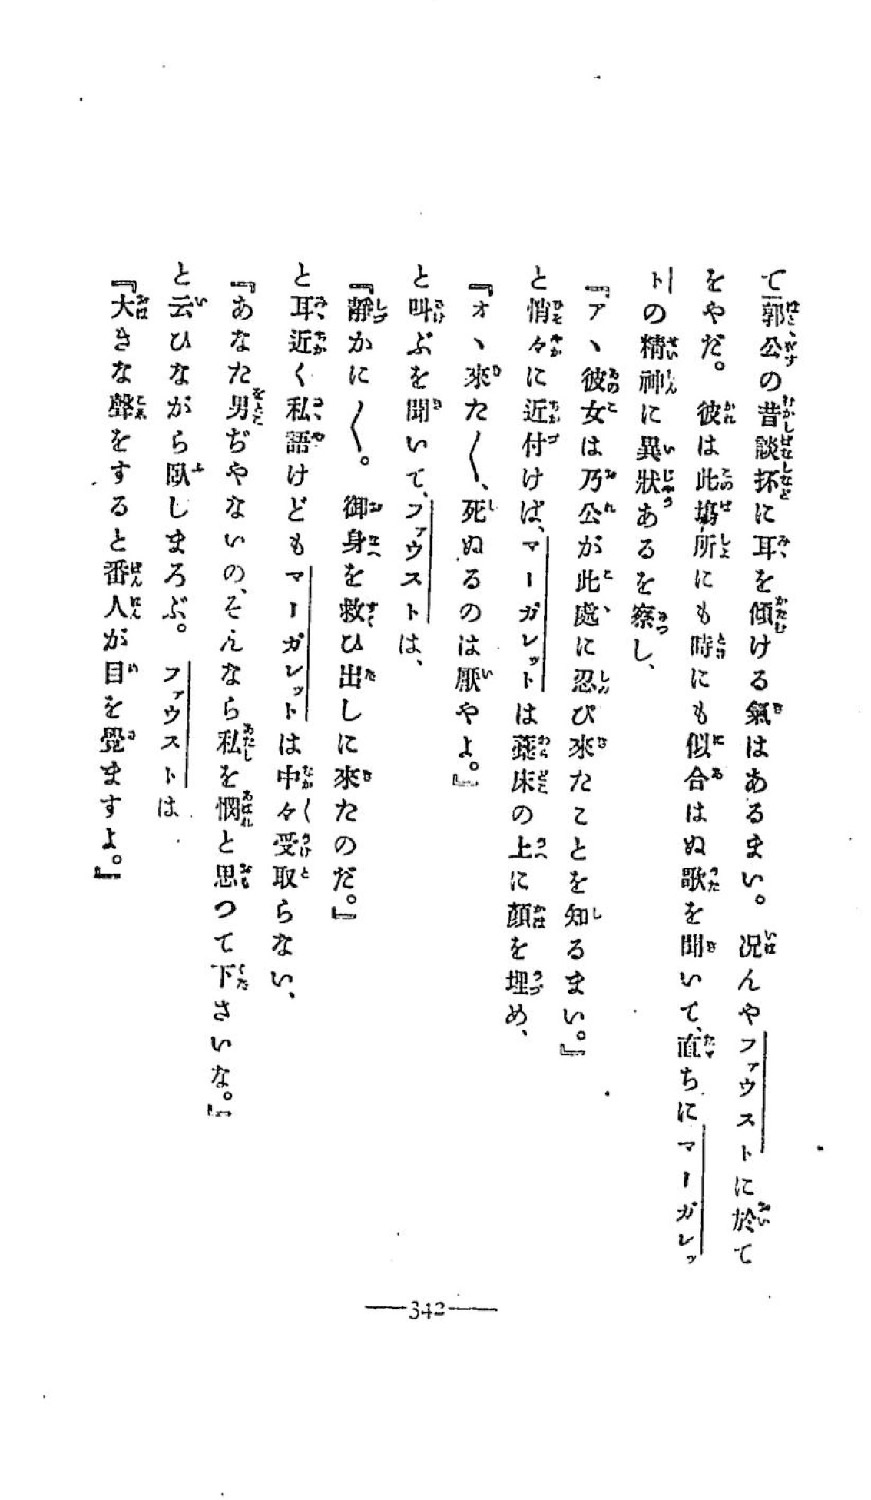 て郭公の昔談抔に耳を傾ける氣はあるまい。况んやファウストに於て
をやだ。彼は此塲所にも時にも似合はぬ歌を聞いて、直ちにマーガレッ
トの精神に異狀あるを察し、
『アヽ彼女は乃公が此處に忍び來たことを知るまい。』
と悄々に近付けば、マーガレットは藁床の上に顔を埋め、
『オヽ來た〳〵、死ぬるのは厭やよ。』
と叫ぶを聞いて、ファウストは、
『靜かに〳〵。御身を救ひ出しに來たのだ。』
と耳近く私語けどもマーガレットは中々受取らない、
『あなた男ぢやないの、そんなら私を憫と思つて下さいな。』
と云ひながら臥しまろぶ。ファウストは
『大きな聲をすると番人が目を覺ますよ。』
342